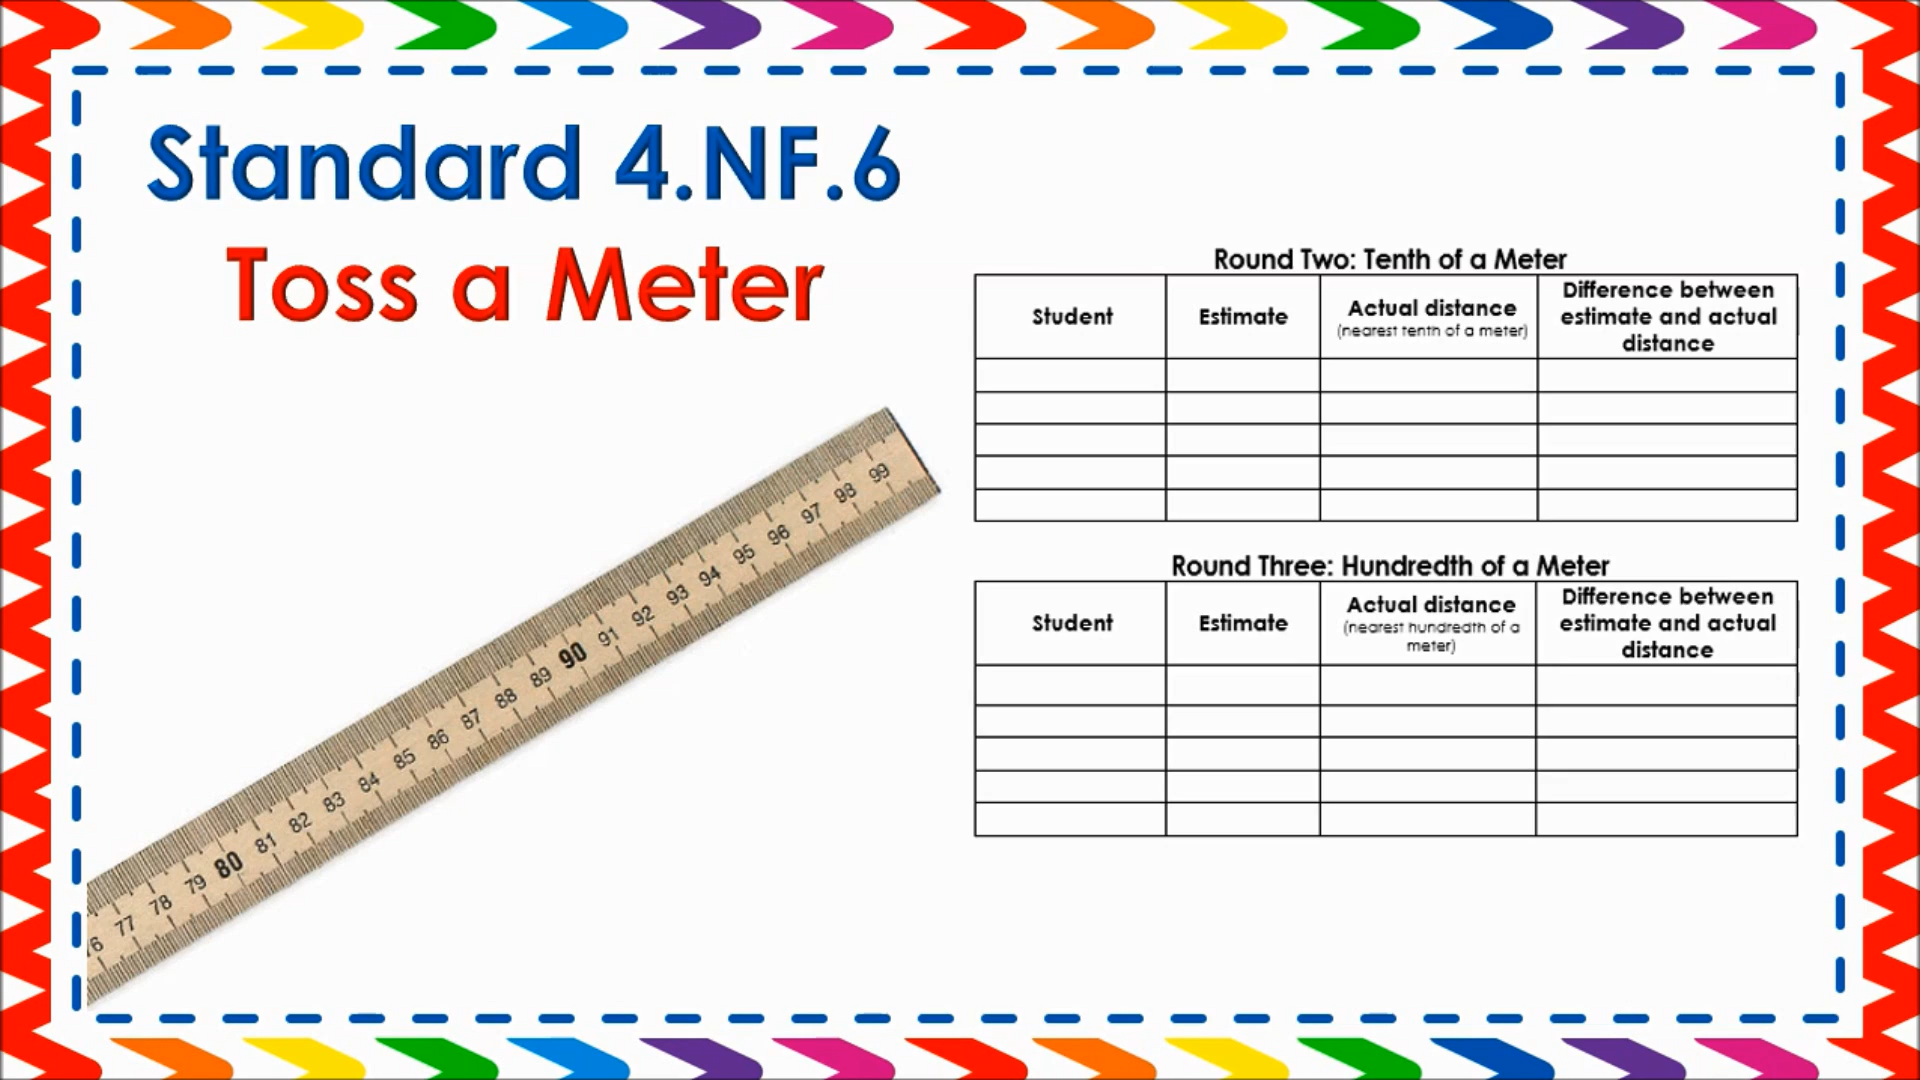 Standard 4.NF.6
Toss a Meter
Round Two: Tenth of a Meter
Student
Estimate
Actual distance
(nearest tenth of a meter)
Difference between
estimate and actual
distance
Round Three: Hundredth of a Meter
Student
Estimate
Actual distance
(nearest hundredth of a
meter)
Difference between
estimate and actual
distance
77 78 79 80 81 82 83 84 85 86 87 88 89 90 91 92 93 94 95 96 97 98 99